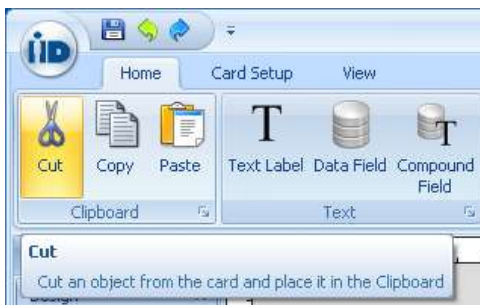 iiD
Home Card Setup View
Cut Copy Paste Text Label Data Field Compound
Field
Clipboard Text
Cut
Cut an object from the card and place it in the Clipboard